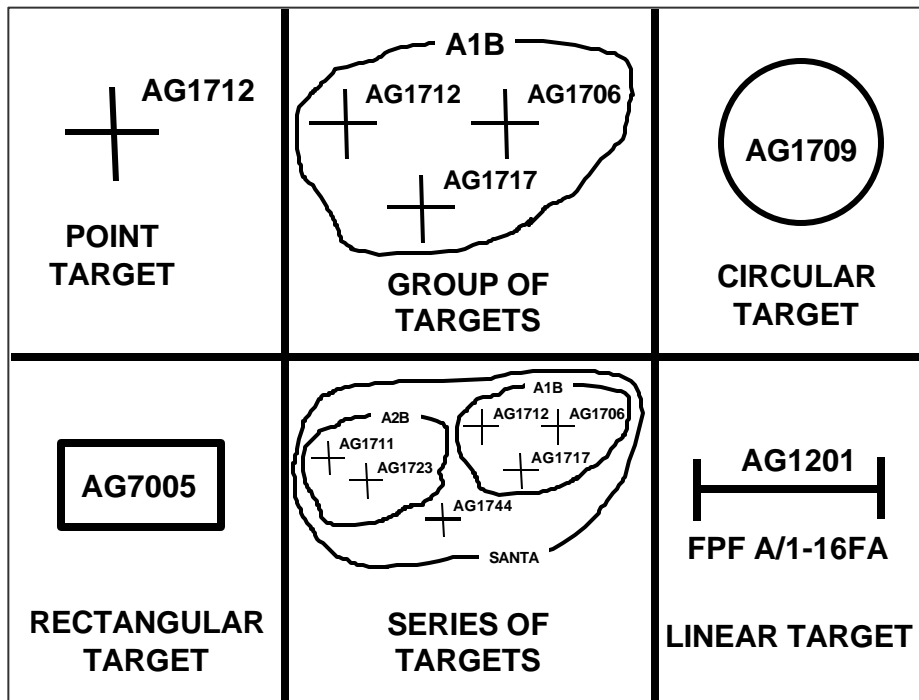 AG1712
POINT
TARGET
A1B
AG1712
AG1706
AG1717
GROUP OF
TARGETS
AG1709
CIRCULAR
TARGET
AG7005
RECTANGULAR
TARGET
A2B
AG1711
AG1723
A1B
AG1712
AG1706
AG1717
AG1744
SANTA
SERIES OF
TARGETS
AG1201
FPF A/1-16FA
LINEAR TARGET